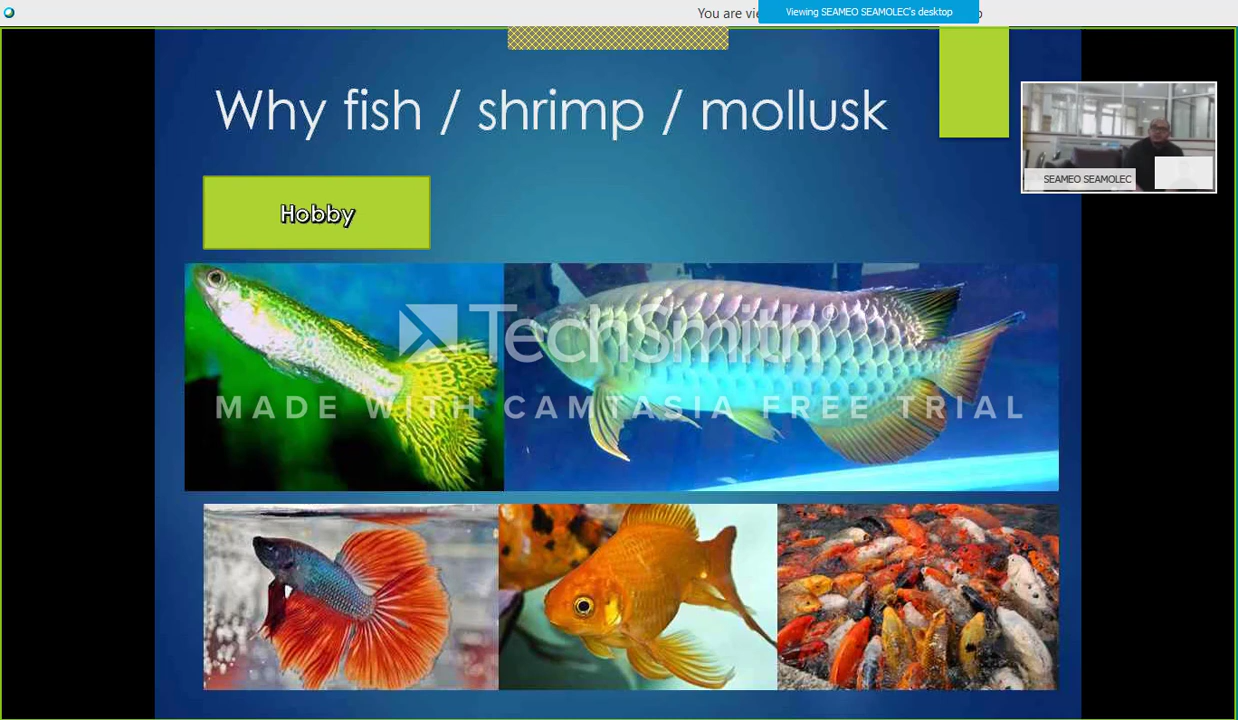 You are vie
Viewing SEAMEO SEAMOLEC's desktop
Why fish / shrimp / mollusk
SEAMEO SEAMOLEC
Hobby
TechSmith®
MADE WITH CAMTASIA FREE TRIAL